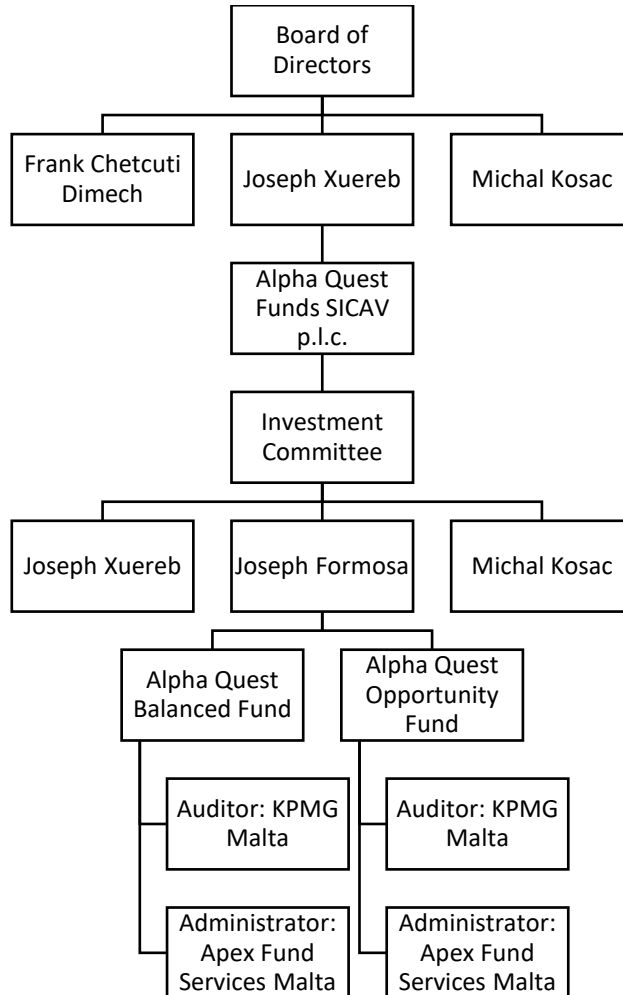 Board of
Directors
Frank Chetcuti
Dimech
Joseph Xuereb
Michal Kosac
Alpha Quest
Funds SICAV
p.l.c.
Investment
Committee
Joseph Xuereb
Joseph Formosa
Michal Kosac
Alpha Quest
Balanced Fund
Alpha Quest
Opportunity
Fund
Auditor: KPMG
Malta
Auditor: KPMG
Malta
Administrator:
Apex Fund
Services Malta
Administrator:
Apex Fund
Services Malta